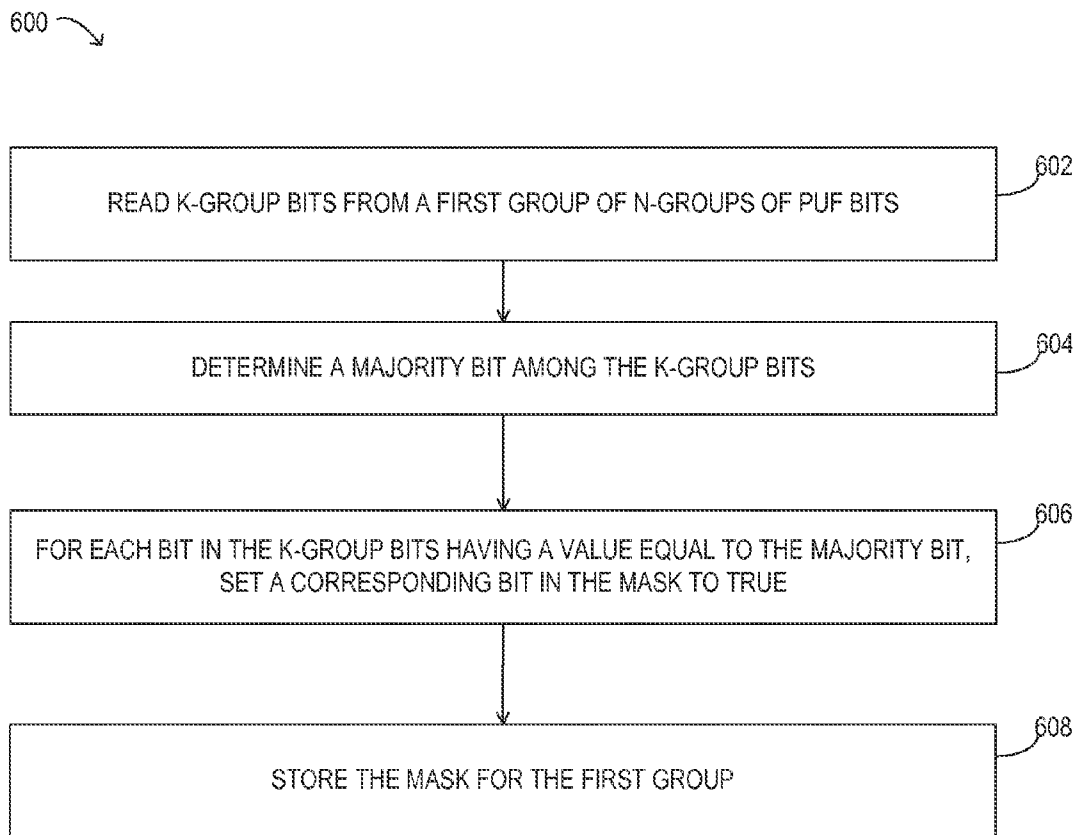 600
602
READ K-GROUP BITS FROM A FIRST GROUP OF N-GROUPS OF PUF BITS
604
DETERMINE A MAJORITY BIT AMONG THE K-GROUP BITS
606
FOR EACH BIT IN THE K-GROUP BITS HAVING A VALUE EQUAL TO THE MAJORITY BIT,
SET A CORRESPONDING BIT IN THE MASK TO TRUE
608
STORE THE MASK FOR THE FIRST GROUP